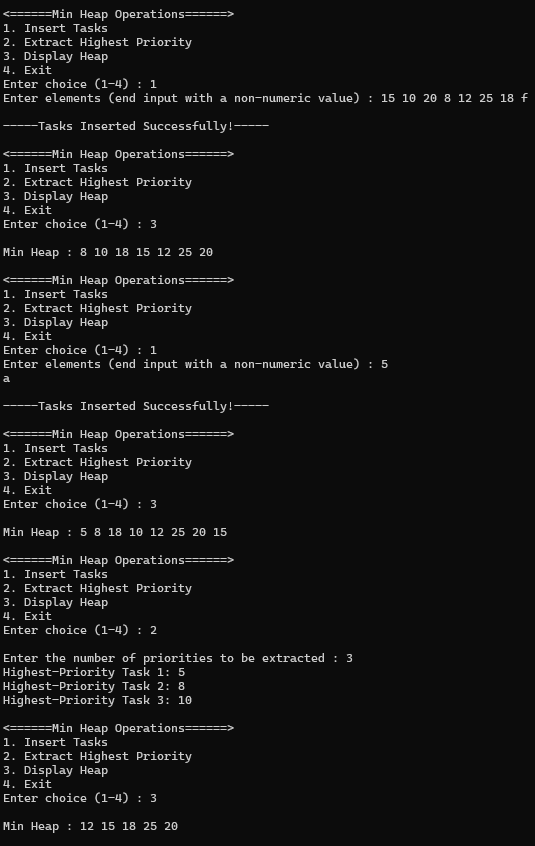 <======Min Heap Operations======>
1. Insert Tasks
2. Extract Highest Priority
3. Display Heap
4. Exit
Enter choice (1-4) : 1
Enter elements (end input with a non-numeric value) : 15 10 20 8 12 25 18 f
-----Tasks Inserted Successfully!-----
<======Min Heap Operations======>
1. Insert Tasks
2. Extract Highest Priority
3. Display Heap
4. Exit
Enter choice (1-4) : 3
Min Heap : 8 10 18 15 12 25 20
<======Min Heap Operations======>
1. Insert Tasks
2. Extract Highest Priority
3. Display Heap
4. Exit
Enter choice (1-4) : 1
Enter elements (end input with a non-numeric value) : 5
a
-----Tasks Inserted Successfully!-----
<======Min Heap Operations======>
1. Insert Tasks
2. Extract Highest Priority
3. Display Heap
4. Exit
Enter choice (1-4) : 3
Min Heap : 5 8 18 10 12 25 20 15
<======Min Heap Operations======>
1. Insert Tasks
2. Extract Highest Priority
3. Display Heap
4. Exit
Enter choice (1-4) : 2
Enter the number of priorities to be extracted : 3
Highest-Priority Task 1: 5
Highest-Priority Task 2: 8
Highest-Priority Task 3: 10
<======Min Heap Operations======>
1. Insert Tasks
2. Extract Highest Priority
3. Display Heap
4. Exit
Enter choice (1-4) : 3
Min Heap : 12 15 18 25 20